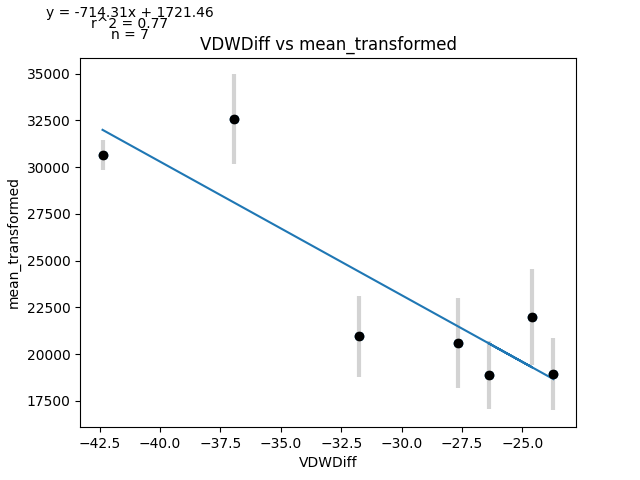 y = -714.31x + 1721.46
r^2 = 0.77
n = 7
VDWDiff vs mean_transformed
35000
32500
30000
27500
25000
22500
20000
17500
mean_transformed
−42.5
−40.0
−37.5
−35.0
−32.5
−30.0
−27.5
−25.0
VDWDiff